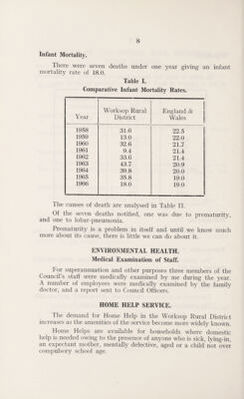 8
Infant Mortality.
There were seven deaths under one year giving an infant
mortality rate of 18.0.
Table I.
Comparative Infant Mortality Rates.
Year Worksop Rural District England & Wales
1958 31.6 22.5
1959 13.0 22.0
1960 32.6 21.7
1961 9.4 21.4
1962 33.6 21.4
1963 43.7 20.9
1964 39.8 20.0
1965 35.8 19.0
1966 18.0 19.0
The causes of death are analysed in Table II.
Of the seven deaths notified, one was due to prematurity,
and one to lobar-pneumonia.
Prematurity is a problem in itself and until we know much
more about its cause, there is little we can do about it.
ENVIRONMENTAL HEALTH.
Medical Examination of Staff.
For superannuation and other purposes three members of the
Council's staff were medically examined by me during the year.
A number of employees were medically examined by the family
doctor, and a report sent to Council Officers.
HOME HELP SERVICE.
The demand for Home Help in the Worksop Rural District
increases as the amenities of the service become more widely known.
Home Helps are available for households where domestic
help is needed owing to the presence of anyone who is sick, lying-in,
an expectant mother, mentally defective, aged or a child not over
compulsory school age.